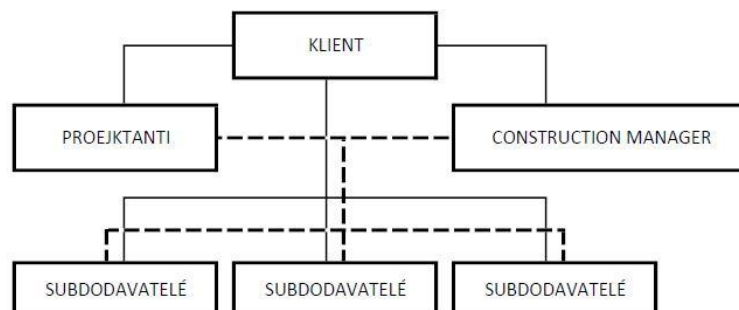 KLIENT
PROEJKTANTI
CONSTRUCTION MANAGER
SUBDODAVATELÉ
SUBDODAVATELÉ
SUBDODAVATELÉ